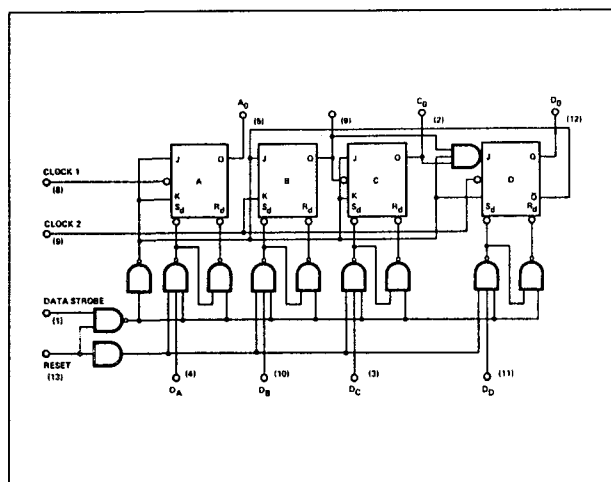 A₀ (5) (9) C₀ (2) D₀ (12)
J Q J Q J Q J Q
CLOCK 1
(8)
A B C D
K K K Q̄
Sd Rd Sd Rd Sd Rd Sd Rd
CLOCK 2
DATA STROBE
(1)
RESET
(13)
(4) (10) (3) (11)
DA DB DC DD